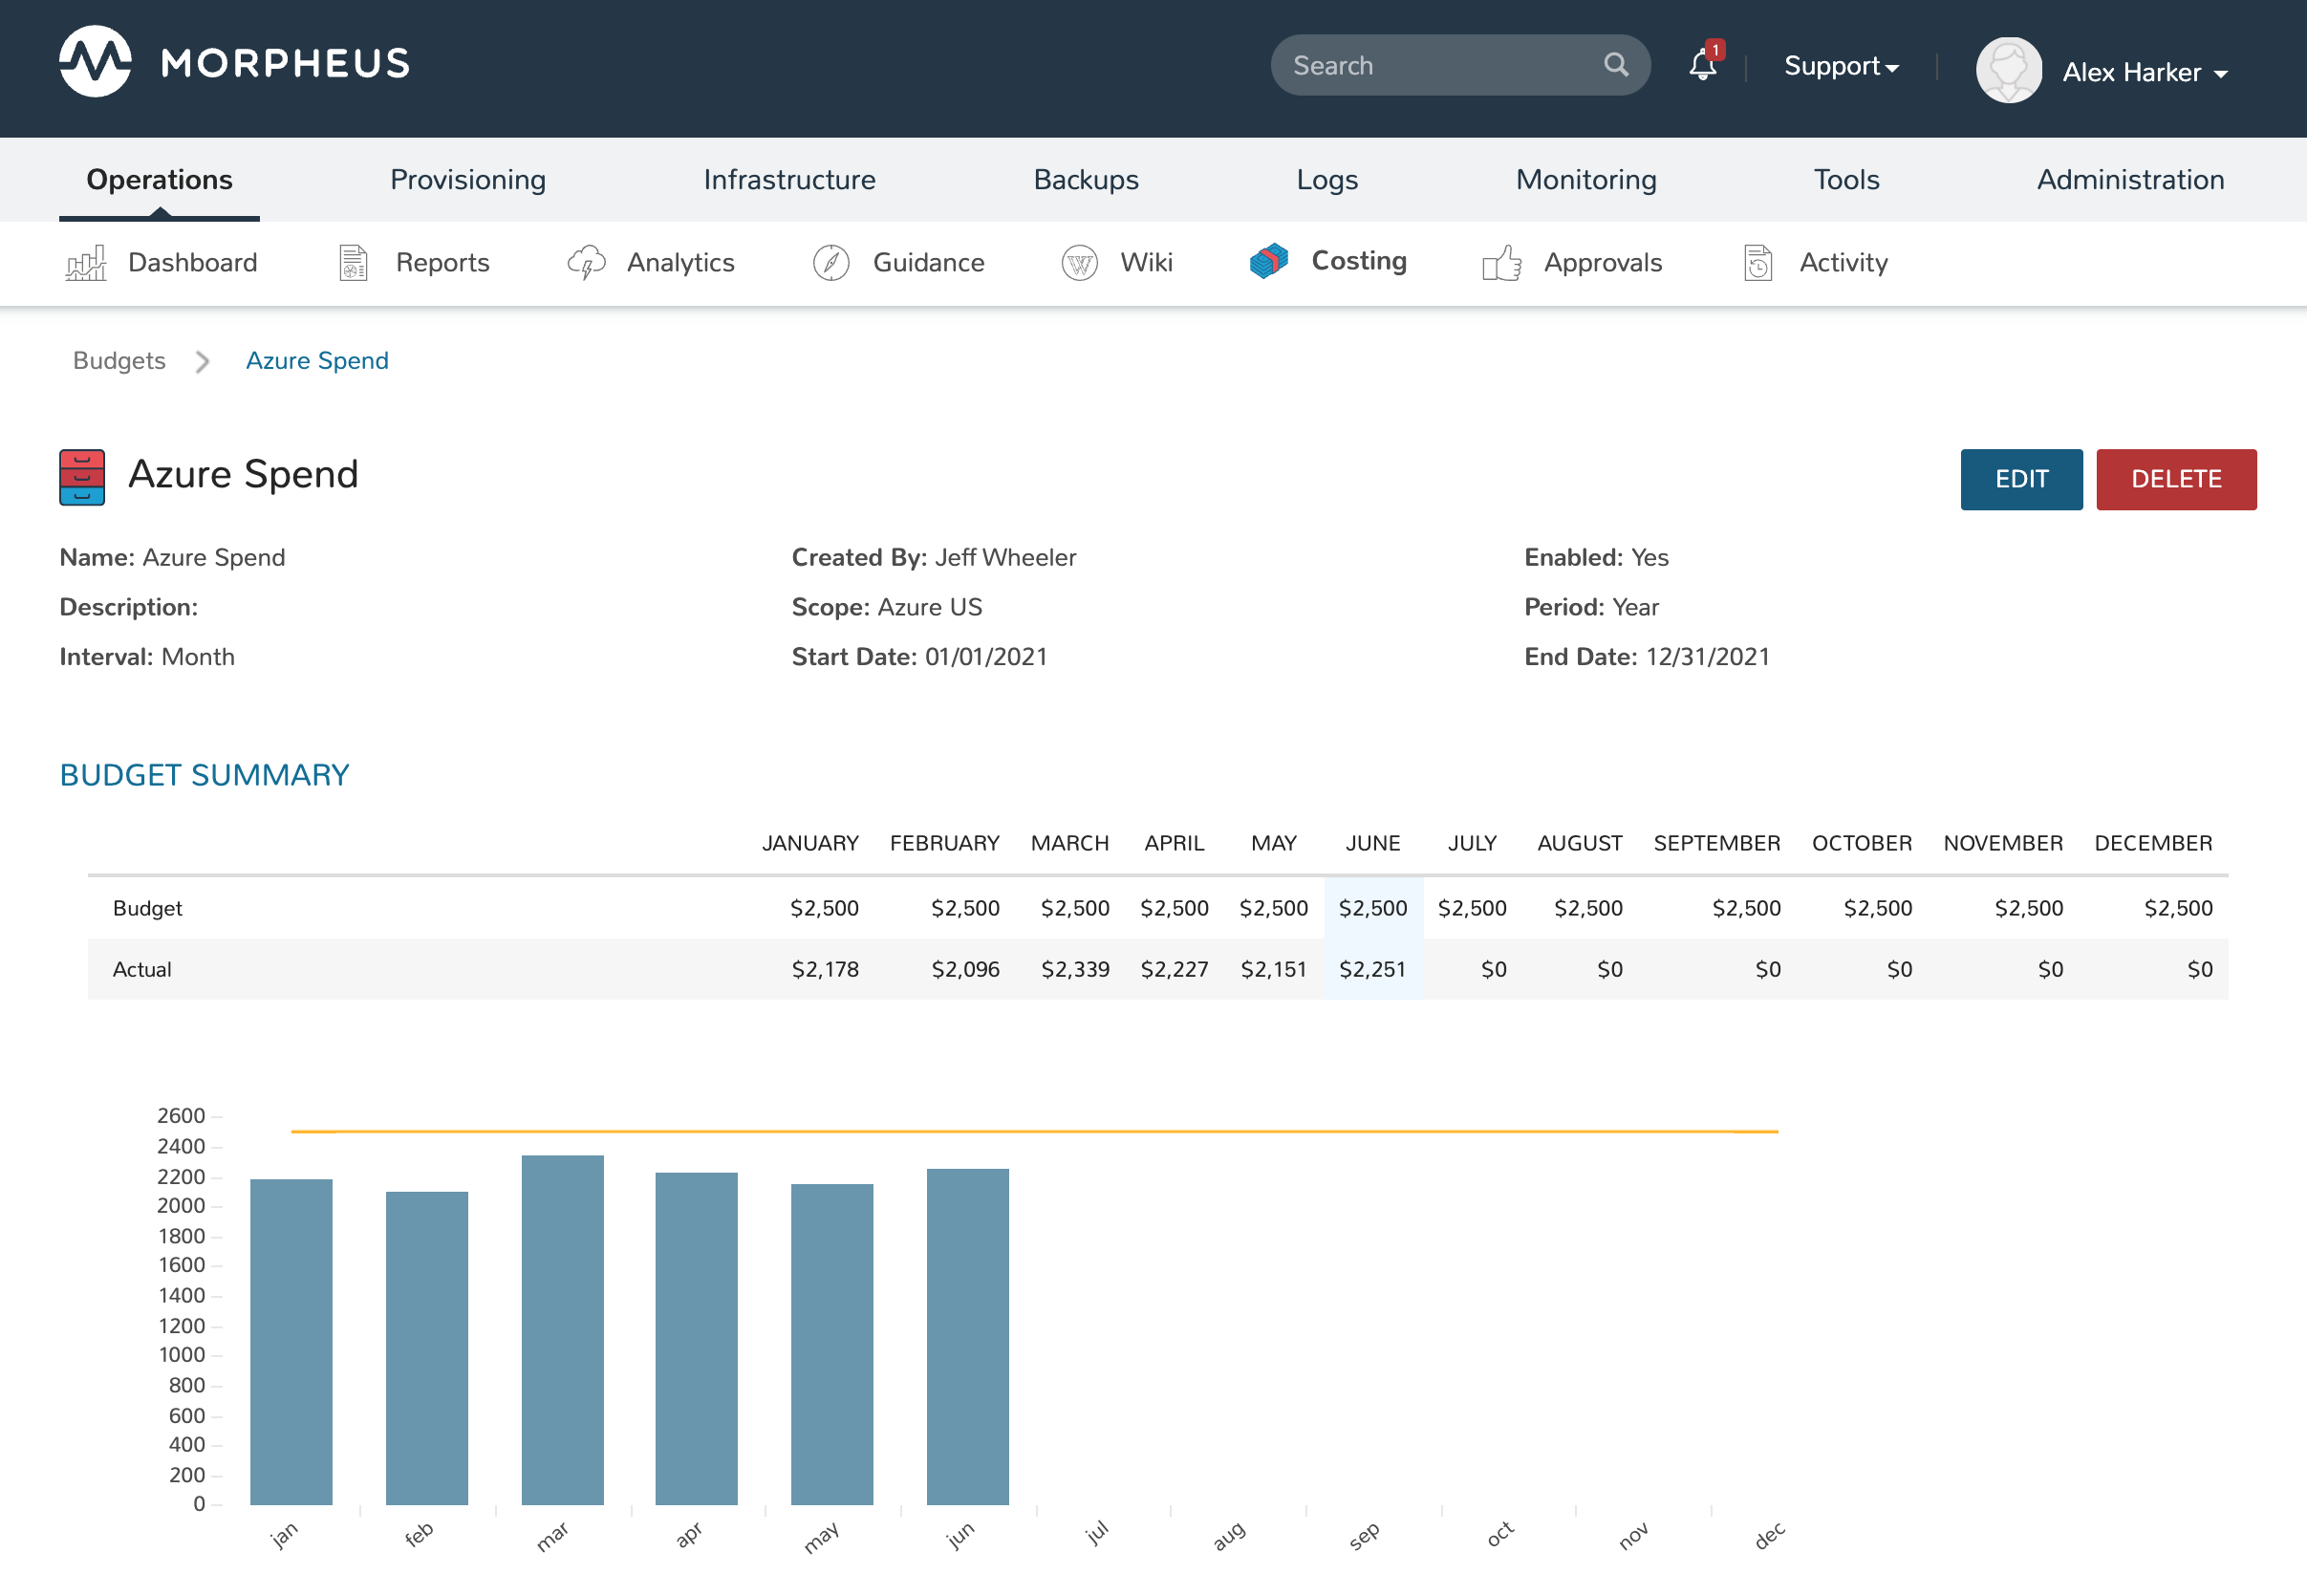 MORPHEUS
Search
1
Support
Alex Harker
Operations Provisioning Infrastructure Backups Logs Monitoring Tools Administration
Dashboard Reports Analytics Guidance Wiki Costing Approvals Activity
Budgets Azure Spend
Azure Spend
EDIT DELETE
Name: Azure Spend Created By: Jeff Wheeler Enabled: Yes
Description: Scope: Azure US Period: Year
Interval: Month Start Date: 01/01/2021 End Date: 12/31/2021
BUDGET SUMMARY
JANUARY FEBRUARY MARCH APRIL MAY JUNE JULY AUGUST SEPTEMBER OCTOBER NOVEMBER DECEMBER
Budget $2,500 $2,500 $2,500 $2,500 $2,500 $2,500 $2,500 $2,500 $2,500 $2,500 $2,500 $2,500
Actual $2,178 $2,096 $2,339 $2,227 $2,151 $2,251 $0 $0 $0 $0 $0 $0
2600
2400
2200
2000
1800
1600
1400
1200
1000
800
600
400
200
0
jan feb mar apr may jun jul aug sep oct nov dec